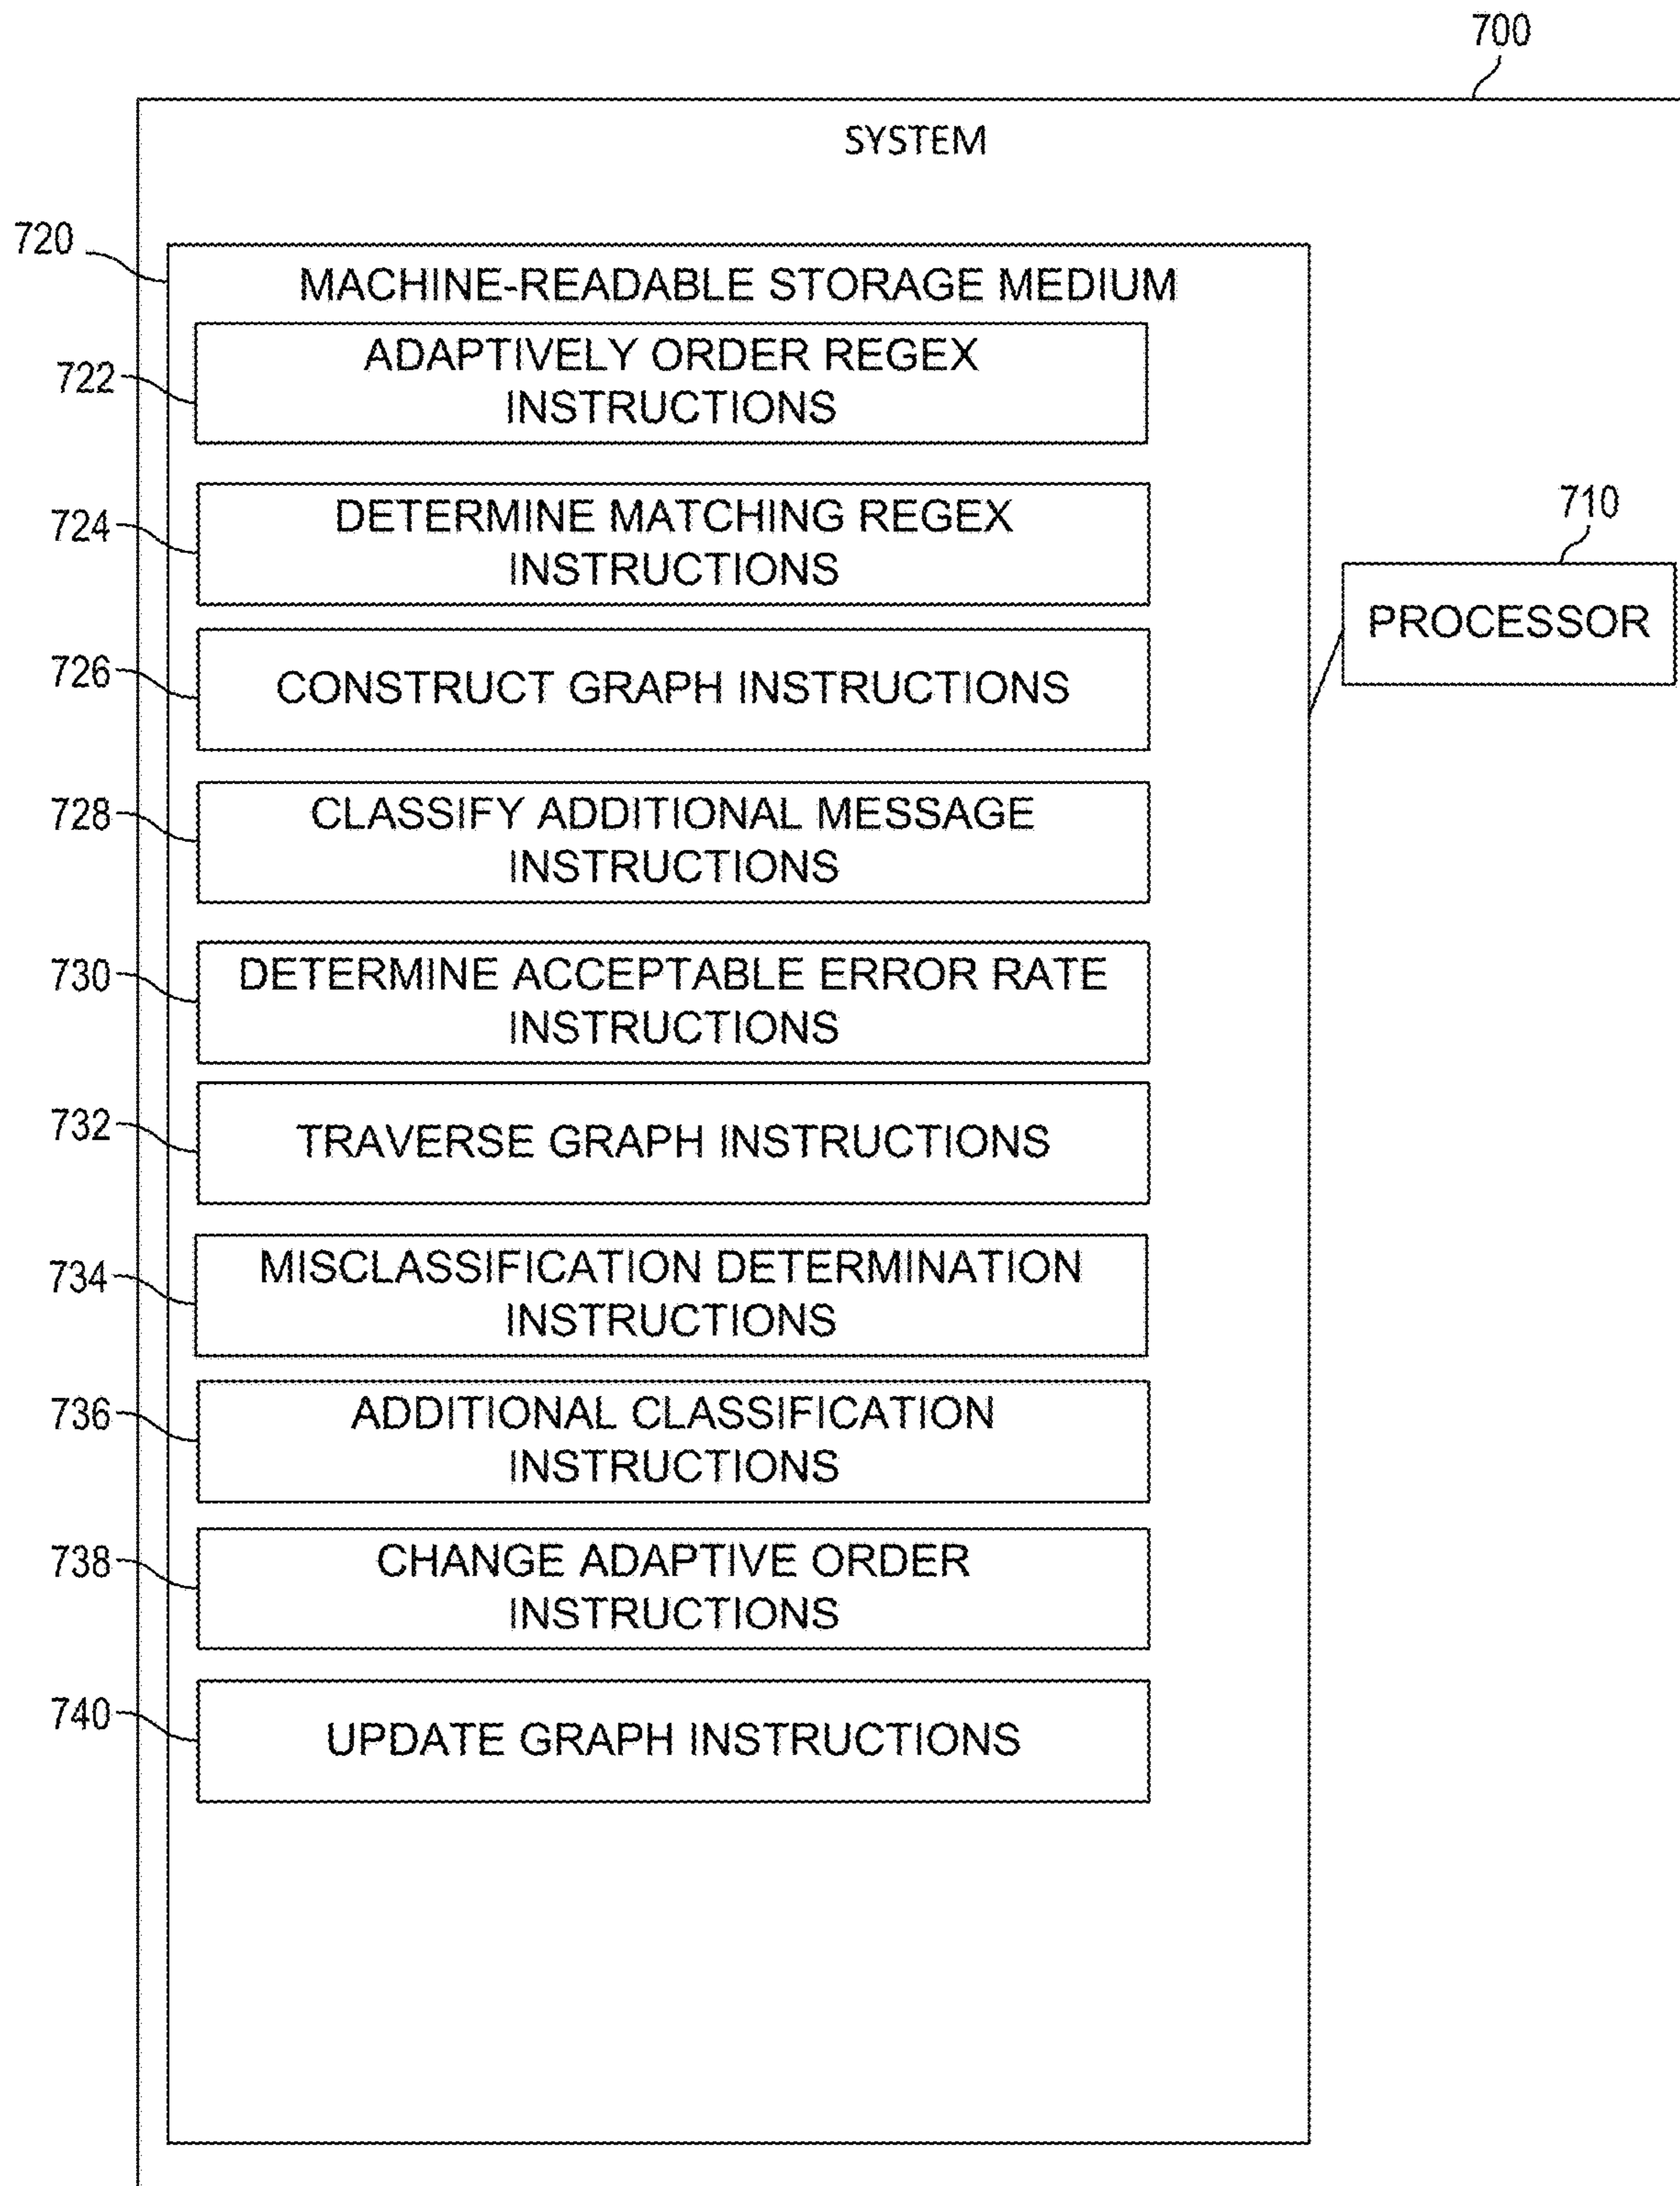 700
SYSTEM
720
MACHINE-READABLE STORAGE MEDIUM
722
ADAPTIVELY ORDER REGEX
INSTRUCTIONS
724
DETERMINE MATCHING REGEX
INSTRUCTIONS
710
PROCESSOR
726
CONSTRUCT GRAPH INSTRUCTIONS
728
CLASSIFY ADDITIONAL MESSAGE
INSTRUCTIONS
730
DETERMINE ACCEPTABLE ERROR RATE
INSTRUCTIONS
732
TRAVERSE GRAPH INSTRUCTIONS
734
MISCLASSIFICATION DETERMINATION
INSTRUCTIONS
736
ADDITIONAL CLASSIFICATION
INSTRUCTIONS
738
CHANGE ADAPTIVE ORDER
INSTRUCTIONS
740
UPDATE GRAPH INSTRUCTIONS